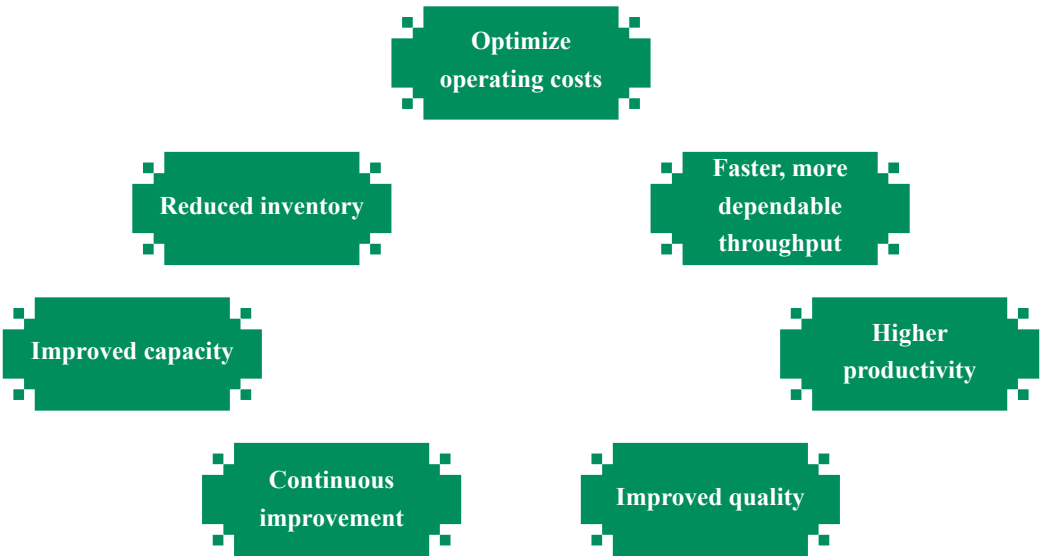 Optimize
operating costs
Reduced inventory
Faster, more
dependable
throughput
Improved capacity
Higher
productivity
Continuous
improvement
Improved quality